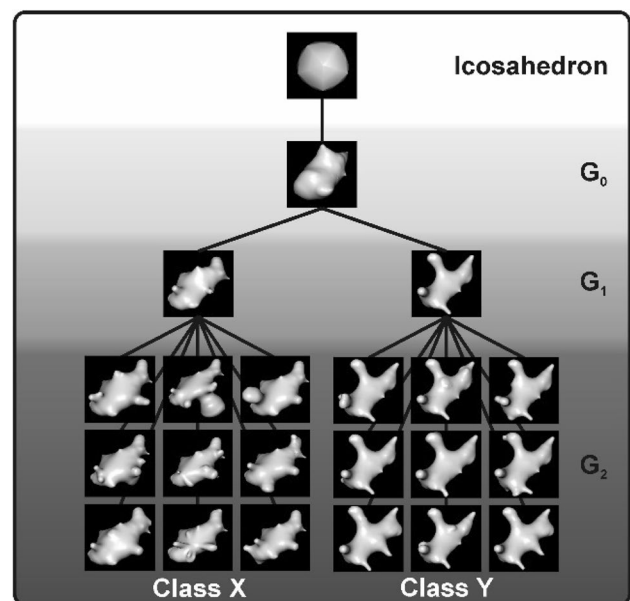 Icosahedron
G₀
G₁
G₂
Class X
Class Y